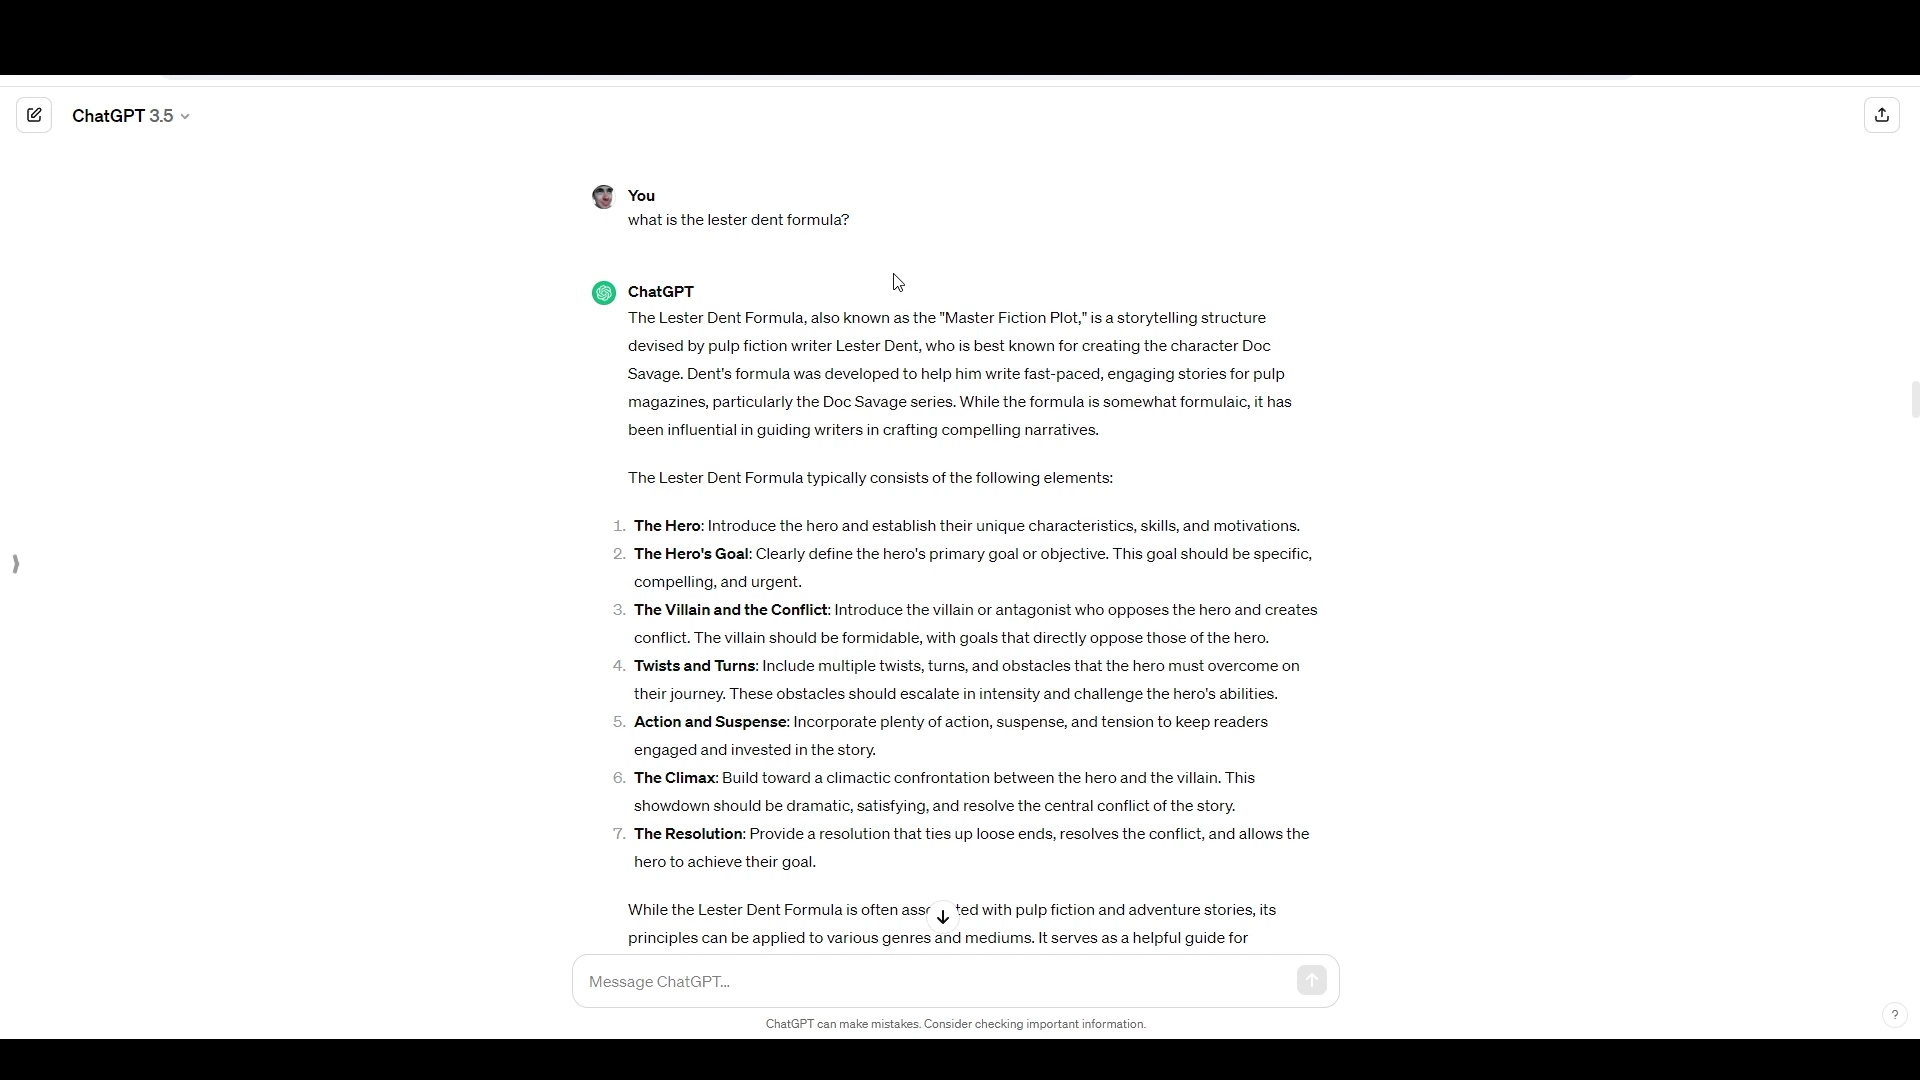 ChatGPT 3.5
You
what is the lester dent formula?
ChatGPT
The Lester Dent Formula, also known as the "Master Fiction Plot," is a storytelling structure
devised by pulp fiction writer Lester Dent, who is best known for creating the character Doc
Savage. Dent's formula was developed to help him write fast-paced, engaging stories for pulp
magazines, particularly the Doc Savage series. While the formula is somewhat formulaic, it has
been influential in guiding writers in crafting compelling narratives.
The Lester Dent Formula typically consists of the following elements:
1. The Hero: Introduce the hero and establish their unique characteristics, skills, and motivations.
2. The Hero's Goal: Clearly define the hero's primary goal or objective. This goal should be specific,
compelling, and urgent.
3. The Villain and the Conflict: Introduce the villain or antagonist who opposes the hero and creates
conflict. The villain should be formidable, with goals that directly oppose those of the hero.
4. Twists and Turns: Include multiple twists, turns, and obstacles that the hero must overcome on
their journey. These obstacles should escalate in intensity and challenge the hero's abilities.
5. Action and Suspense: Incorporate plenty of action, suspense, and tension to keep readers
engaged and invested in the story.
6. The Climax: Build toward a climactic confrontation between the hero and the villain. This
showdown should be dramatic, satisfying, and resolve the central conflict of the story.
7. The Resolution: Provide a resolution that ties up loose ends, resolves the conflict, and allows the
hero to achieve their goal.
While the Lester Dent Formula is often with pulp fiction and adventure stories, its
principles can be applied to various genres and mediums. It serves as a helpful guide for
Message ChatGPT...
ChatGPT can make mistakes. Consider checking important information.
?